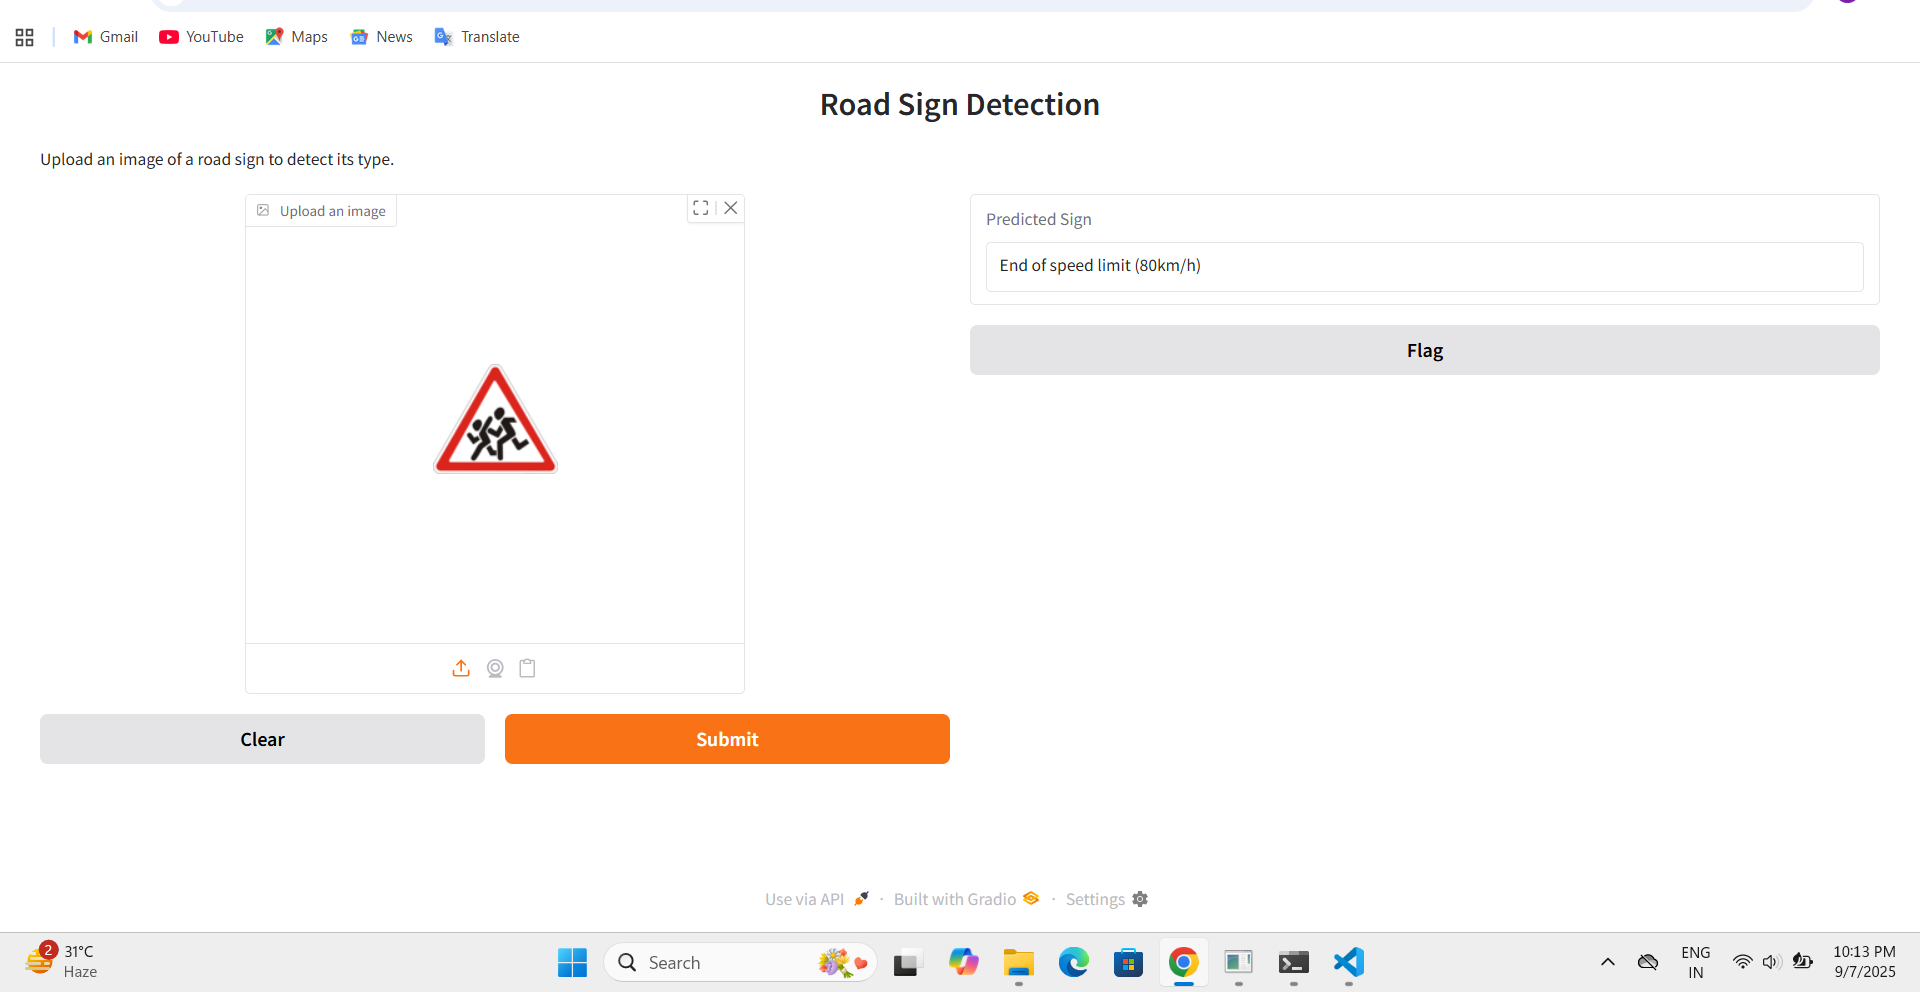 Gmail YouTube Maps News Translate
Road Sign Detection
Upload an image of a road sign to detect its type.
Upload an image
Predicted Sign
End of speed limit (80km/h)
Flag
Clear
Submit
Use via API · Built with Gradio · Settings
2
31°C
Haze
Search
ENG
IN
10:13 PM
9/7/2025